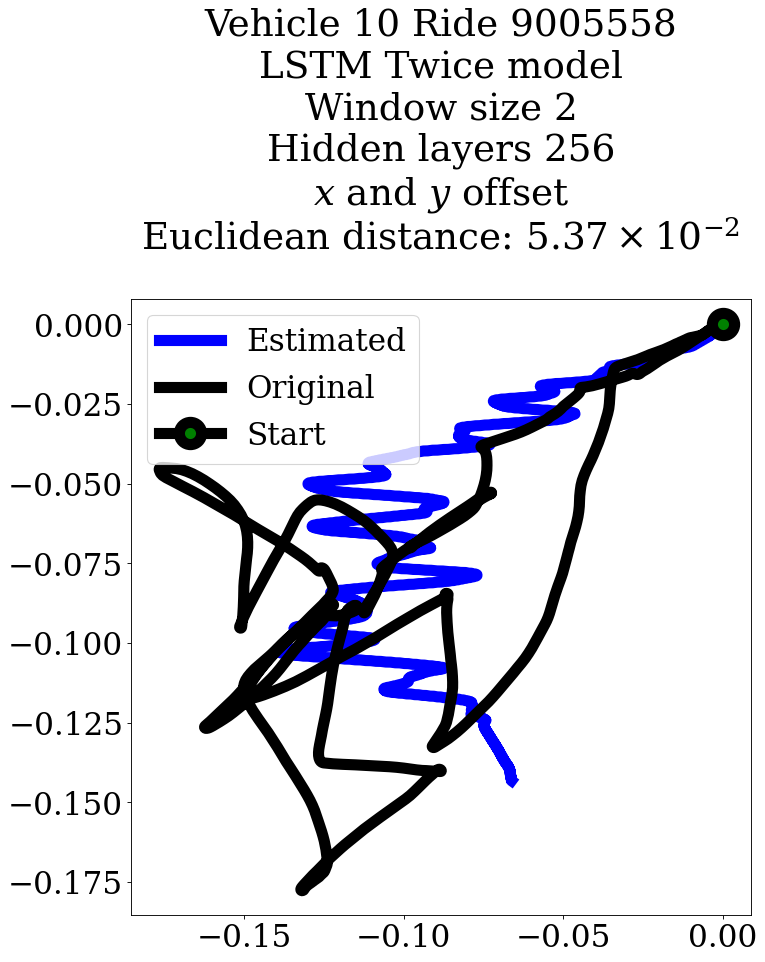 Vehicle 10 Ride 9005558
LSTM Twice model
Window size 2
Hidden layers 256
x and y offset
Euclidean distance: 5.37 × 10⁻²
Estimated
Original
Start
0.000
−0.025
−0.050
−0.075
−0.100
−0.125
−0.150
−0.175
−0.15 −0.10 −0.05 0.00